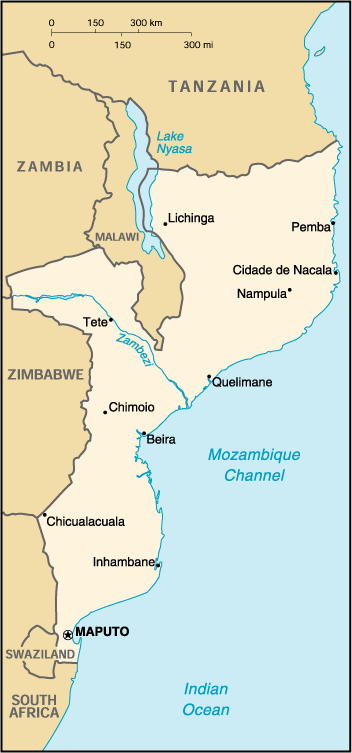 0 150 300 km
0 150 300 mi
TANZANIA
Lake
Nyasa
ZAMBIA
Lichinga
Pemba
MALAWI
Cidade de Nacala
Nampula
Tete
Zambezi
ZIMBABWE
Quelimane
Chimoio
Beira
Mozambique
Channel
Chicualacuala
Inhambane
MAPUTO
SWAZILAND
SOUTH
AFRICA
Indian
Ocean